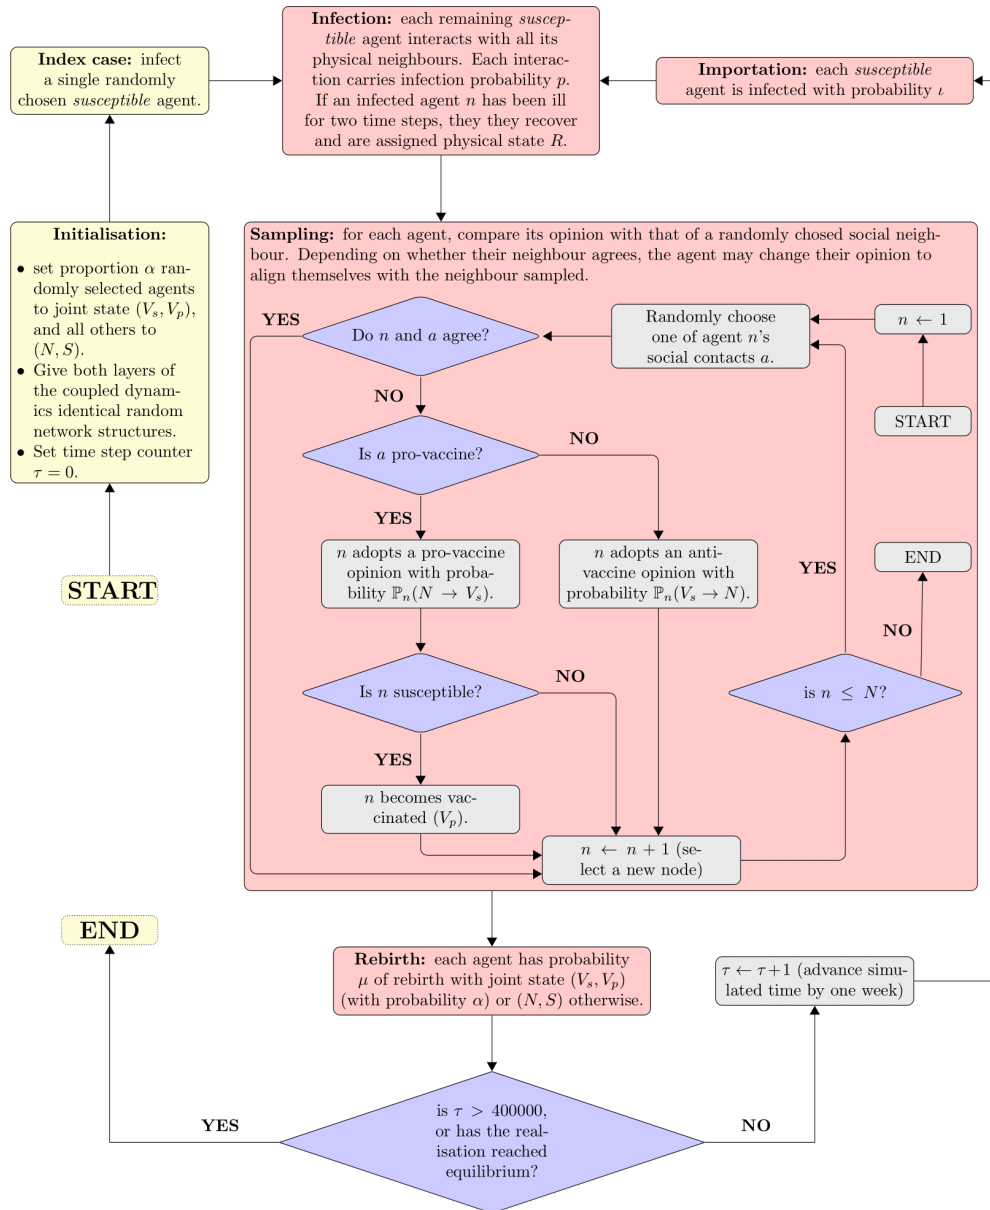 Infection: each remaining suscep-
tible agent interacts with all its
physical neighbours. Each interac-
tion carries infection probability p.
If an infected agent n has been ill
for two time steps, they they recover
and are assigned physical state R.
Index case: infect
a single randomly
chosen susceptible agent.
Importation: each susceptible
agent is infected with probability ι
Initialisation:
• set proportion α ran-
domly selected agents
to joint state (Vₛ, Vₚ),
and all others to
(N, S).
• Give both layers of
the coupled dynam-
ics identical random
network structures.
• Set time step counter
τ = 0.
START
Sampling: for each agent, compare its opinion with that of a randomly chosed social neigh-
bour. Depending on whether their neighbour agrees, the agent may change their opinion to
align themselves with the neighbour sampled.
YES
Do n and a agree?
Randomly choose
one of agent n's
social contacts a.
n ← 1
START
NO
Is a pro-vaccine?
NO
YES
n adopts a pro-vaccine
opinion with proba-
bility ℙₙ(N → Vₛ).
n adopts an anti-
vaccine opinion with
probability ℙₙ(Vₛ → N).
YES
END
NO
Is n susceptible?
NO
is n ≤ N?
YES
n becomes vac-
cinated (Vₚ).
n ← n + 1 (se-
lect a new node)
END
Rebirth: each agent has probability
μ of rebirth with joint state (Vₛ, Vₚ)
(with probability α) or (N, S) otherwise.
τ ← τ+1 (advance simu-
lated time by one week)
YES
is τ > 400000,
or has the real-
isation reached
equilibrium?
NO